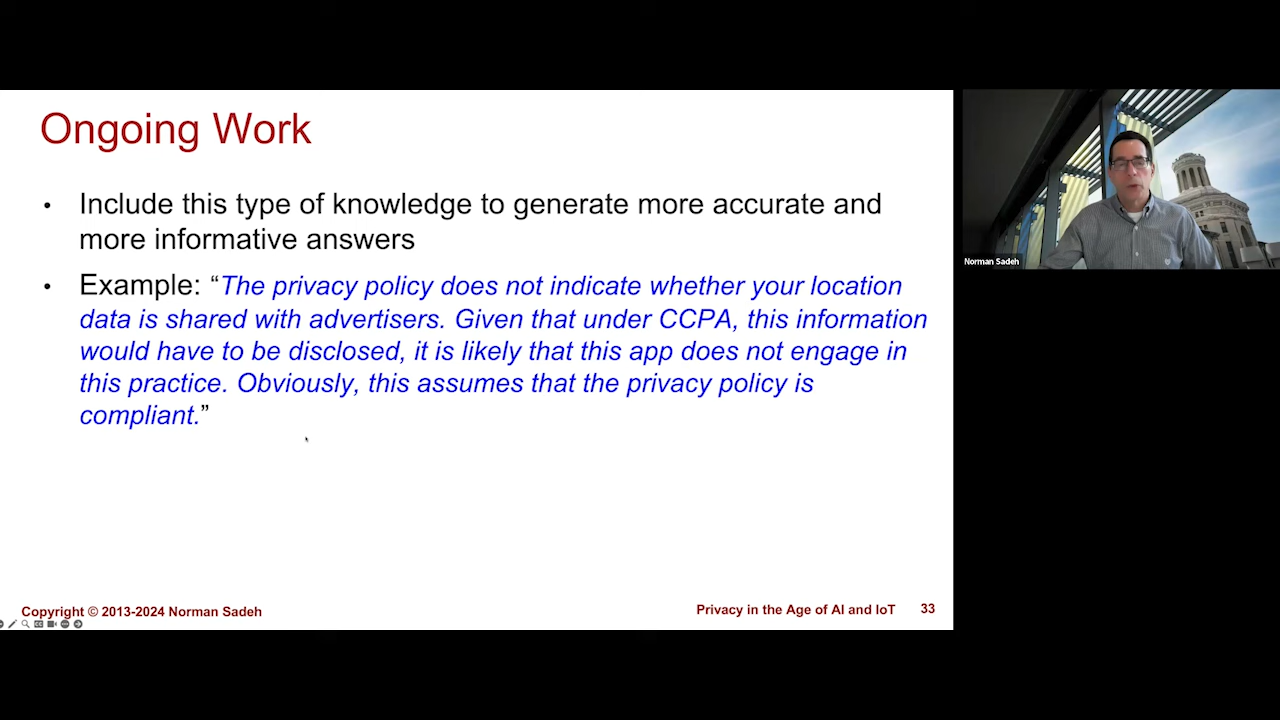 Ongoing Work
• Include this type of knowledge to generate more accurate and
more informative answers
• Example: “The privacy policy does not indicate whether your location
data is shared with advertisers. Given that under CCPA, this information
would have to be disclosed, it is likely that this app does not engage in
this practice. Obviously, this assumes that the privacy policy is
compliant.”
Copyright © 2013-2024 Norman Sadeh
Privacy in the Age of AI and IoT 33
Norman Sadeh